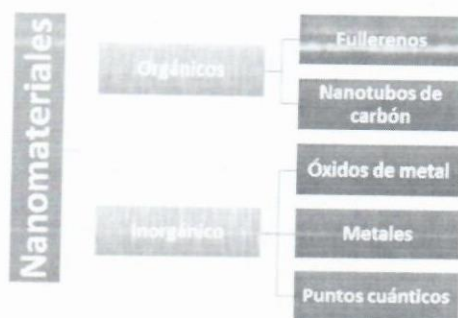 Nanomateriales
Orgánicos
Fullerenos
Nanotubos de
carbón
Inorgánico
Óxidos de metal
Metales
Puntos cuánticos